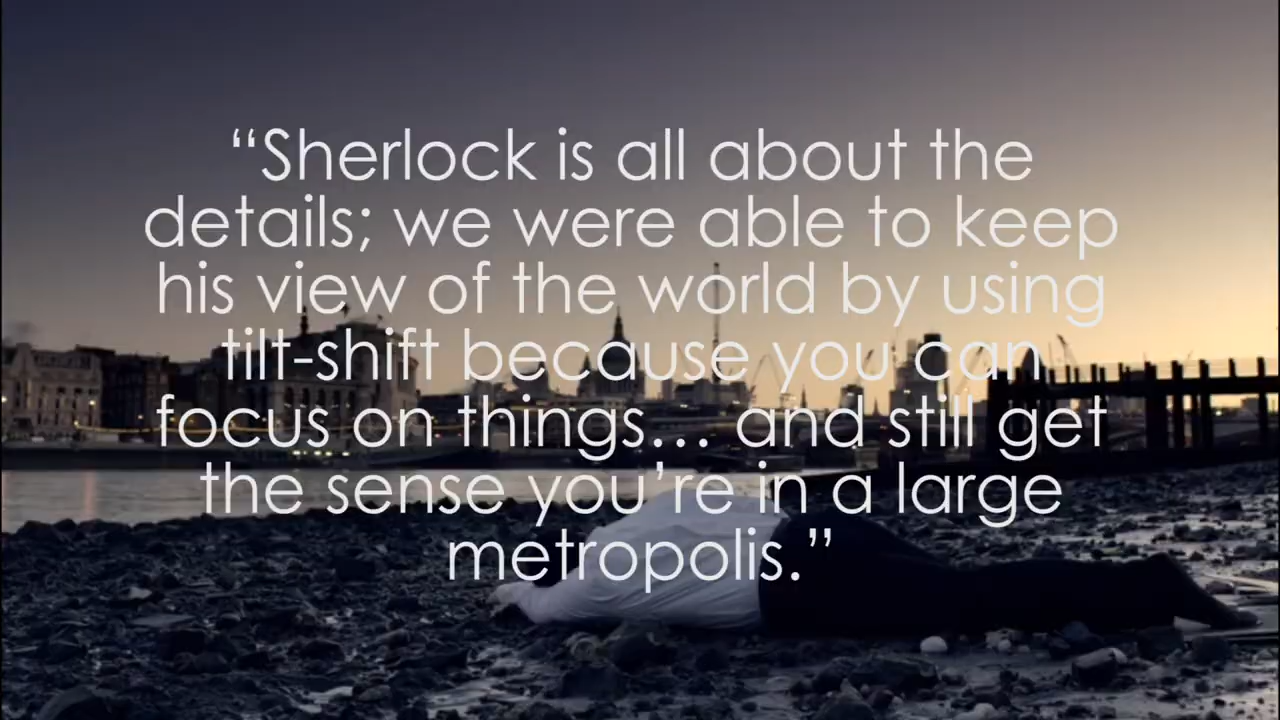 “Sherlock is all about the
details; we were able to keep
his view of the world by using
tilt-shift because you can
focus on things... and still get
the sense you’re in a large
metropolis.”